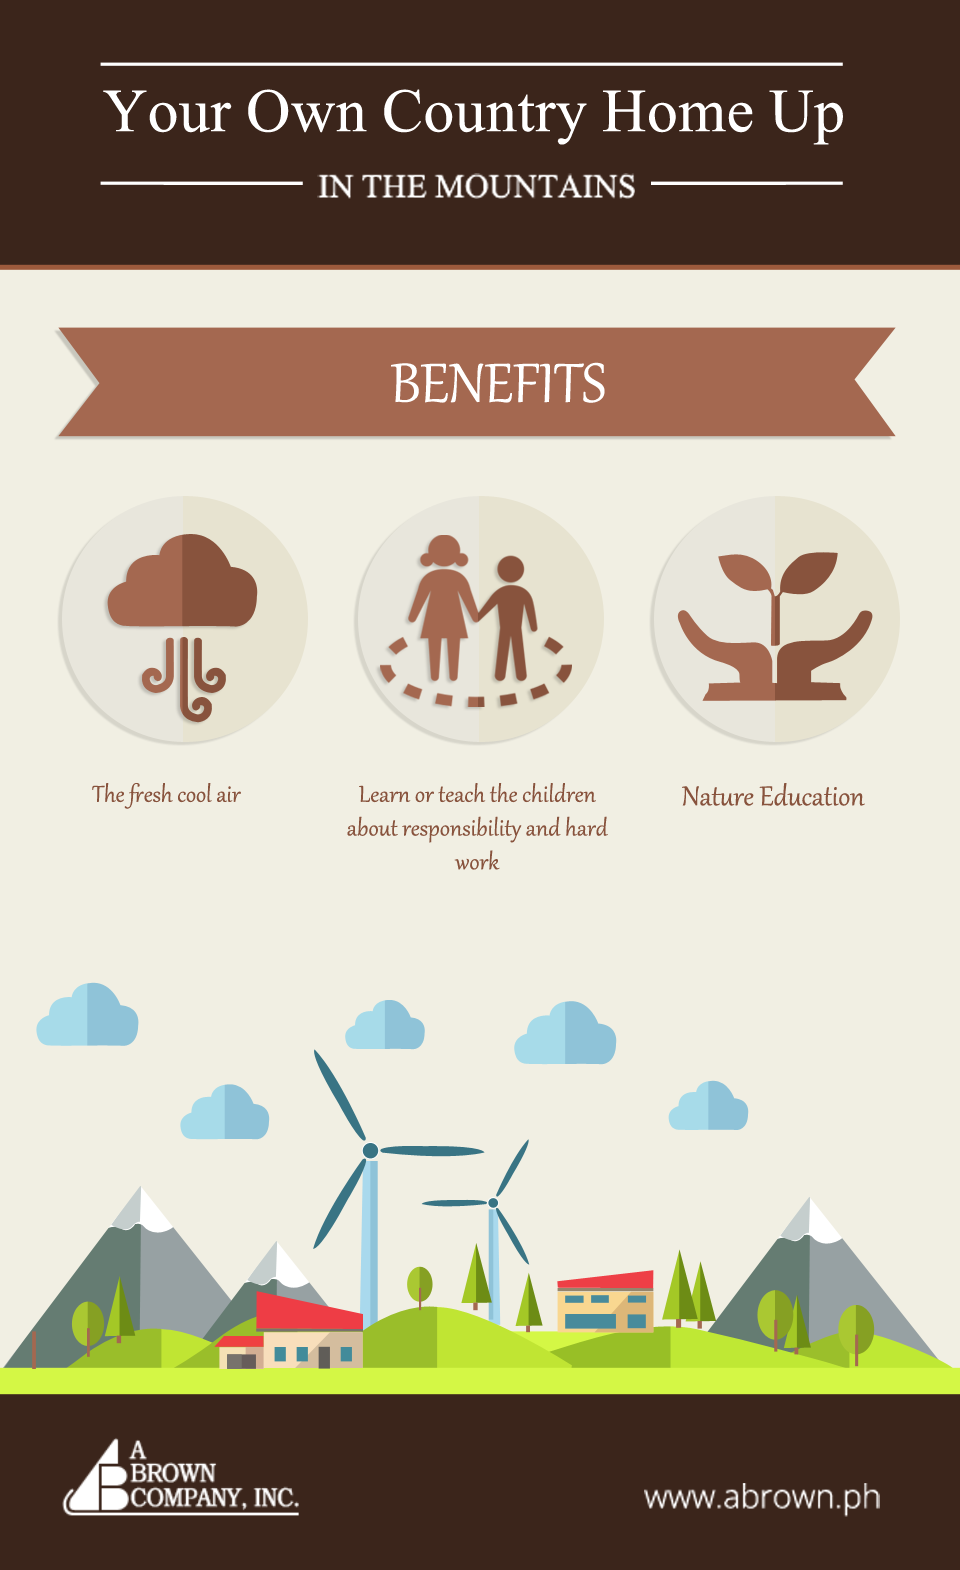 Your Own Country Home Up
IN THE MOUNTAINS
BENEFITS
The fresh cool air
Learn or teach the children
about responsibility and hard
work
Nature Education
A
BROWN
COMPANY, INC.
www.abrown.ph